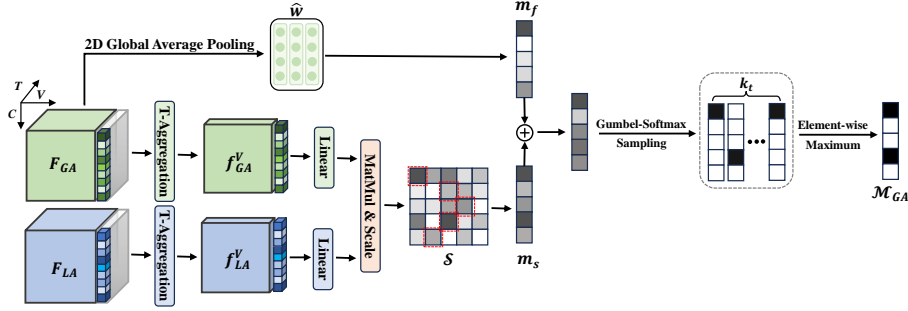 2D Global Average Pooling
ŵ
m_f
T
V
C
F_GA
T-Aggregation
f^V_GA
Linear
MatMul & Scale
F_LA
T-Aggregation
f^V_LA
Linear
S
m_s
Gumbel-Softmax
Sampling
k_t
•••
Element-wise
Maximum
M_GA